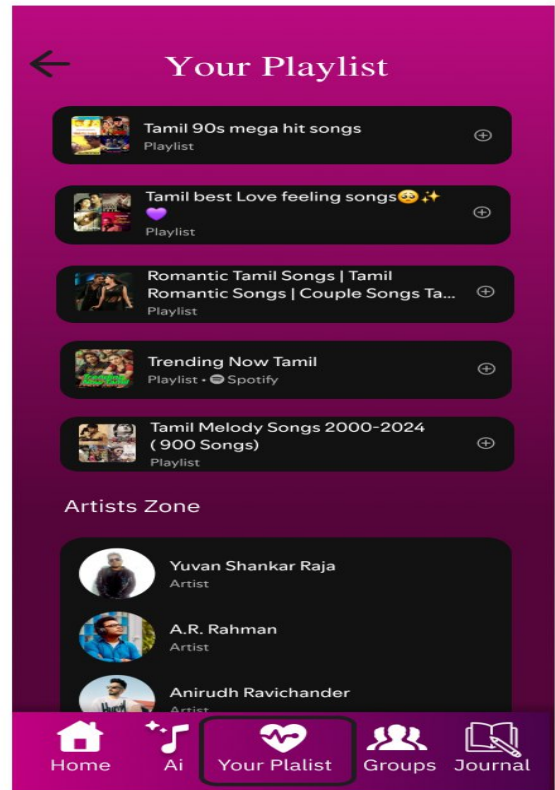 Your Playlist
Tamil 90s mega hit songs
Playlist
Tamil best Love feeling songs🥺✨
💜
Playlist
Romantic Tamil Songs | Tamil
Romantic Songs | Couple Songs Ta...
Playlist
Trending Now Tamil
Playlist • Spotify
Tamil Melody Songs 2000-2024
( 900 Songs)
Playlist
Artists Zone
Yuvan Shankar Raja
Artist
A.R. Rahman
Artist
Anirudh Ravichander
Artist
Home Ai Your Plalist Groups Journal